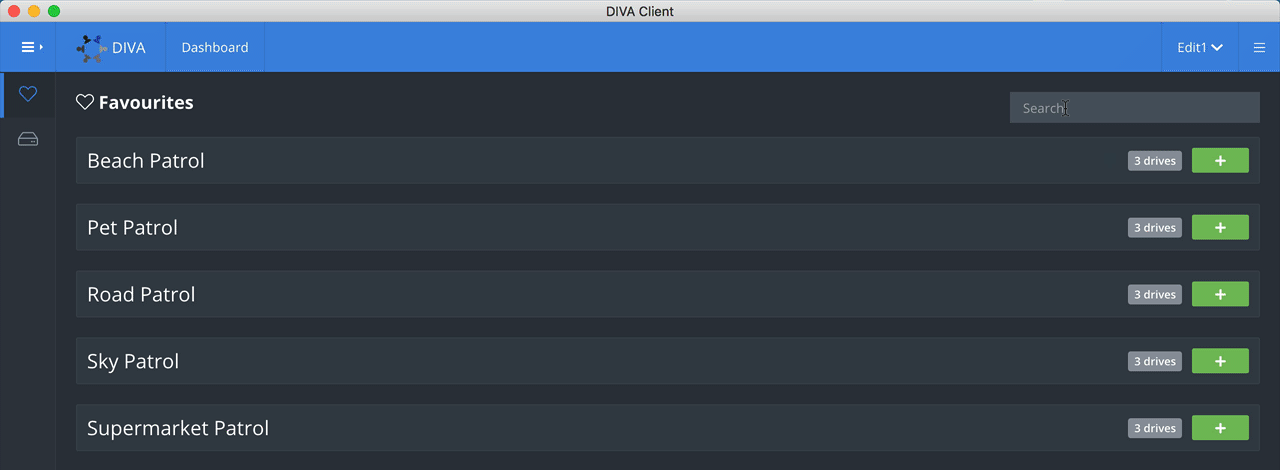 DIVA Client
DIVA Dashboard Edit1
Favourites Search
Beach Patrol 3 drives +
Pet Patrol 3 drives +
Road Patrol 3 drives +
Sky Patrol 3 drives +
Supermarket Patrol 3 drives +